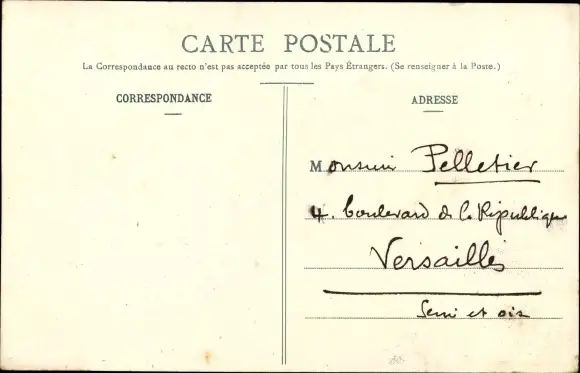 CARTE POSTALE
La Correspondance au recto n'est pas acceptée par tous les Pays Étrangers. (Se renseigner à la Poste.)
CORRESPONDANCE
ADRESSE
Monsieur Pelletier
4. boulevard de la République
Versailles
Seine et oise